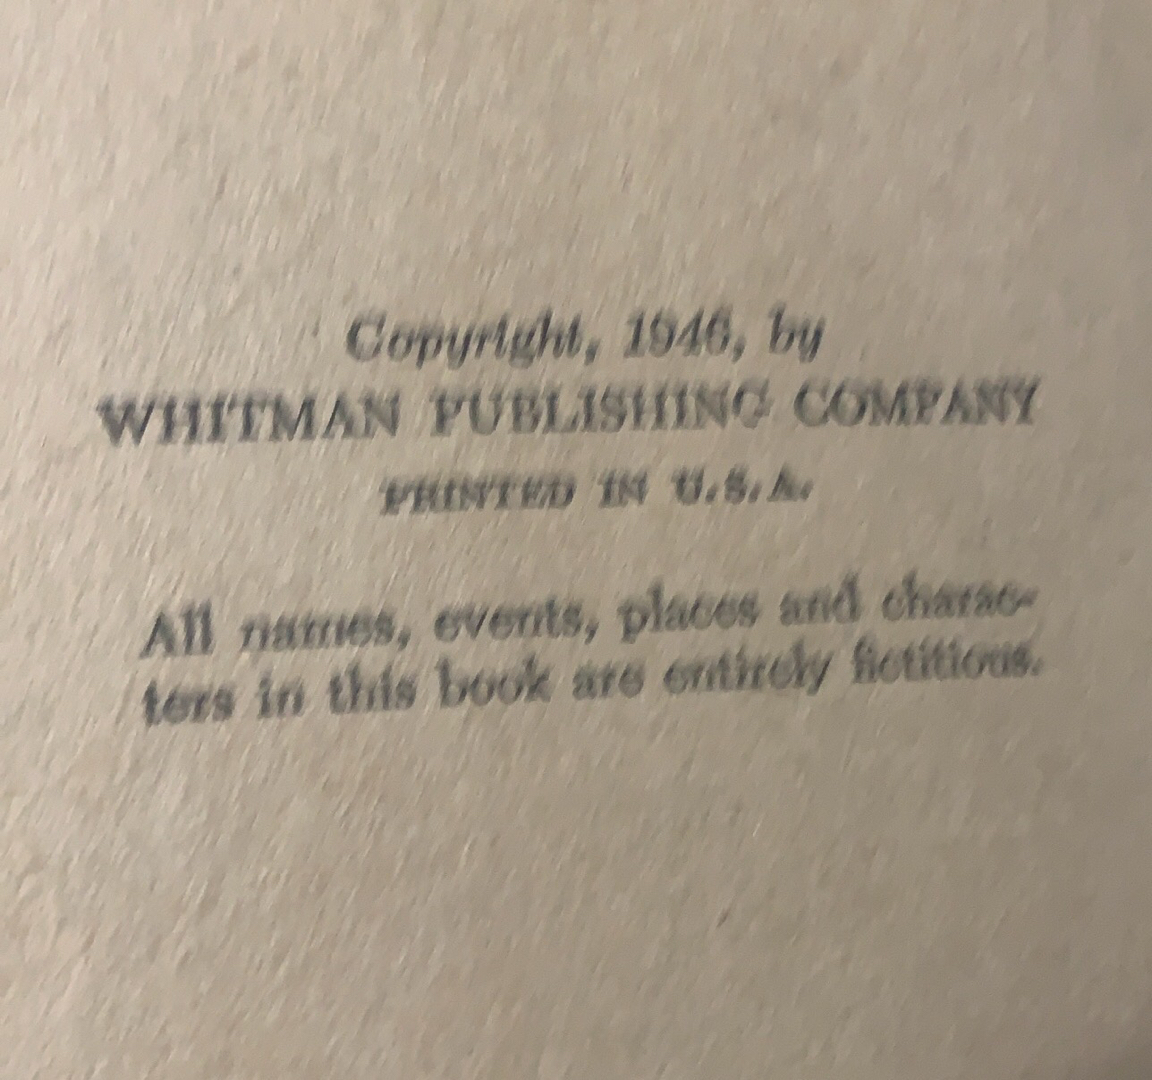 Copyright, 1946, by
WHITMAN PUBLISHING COMPANY
PRINTED IN U.S.A.
All names, events, places and charac-
ters in this book are entirely fictitious.